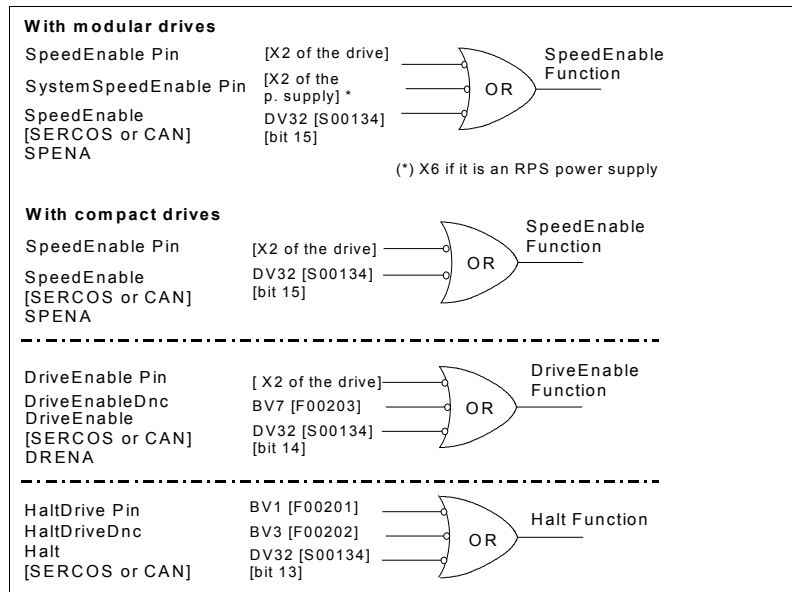 With modular drives
SpeedEnable Pin [X2 of the drive] SpeedEnable
Function
SystemSpeedEnable Pin [X2 of the
p. supply] * OR
SpeedEnable DV32 [S00134]
[SERCOS or CAN] [bit 15]
SPENA
(*) X6 if it is an RPS power supply
With compact drives
SpeedEnable Pin [X2 of the drive] SpeedEnable
Function
OR
SpeedEnable DV32 [S00134]
[SERCOS or CAN] [bit 15]
SPENA
DriveEnable Pin [ X2 of the drive] DriveEnable
Function
DriveEnableDnc BV7 [F00203] OR
DriveEnable DV32 [S00134]
[SERCOS or CAN] [bit 14]
DRENA
HaltDrive Pin BV1 [F00201] Halt Function
HaltDriveDnc BV3 [F00202] OR
Halt DV32 [S00134]
[SERCOS or CAN] [bit 13]